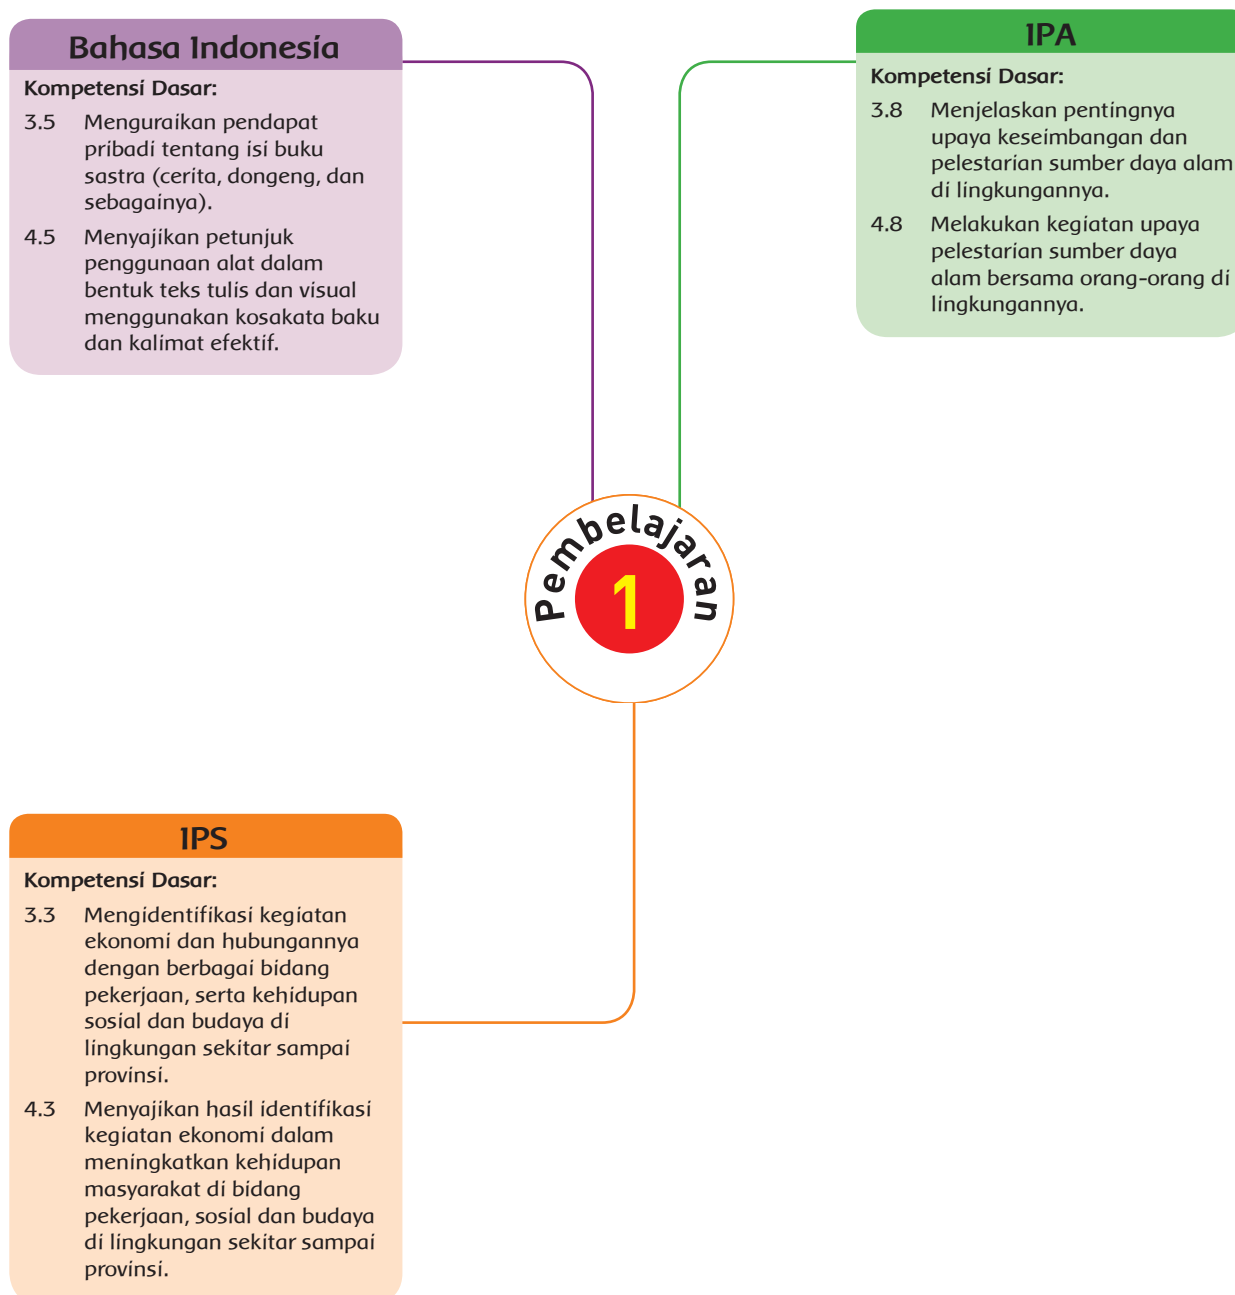 Bahasa Indonesia
Kompetensi Dasar:
3.5 Menguraikan pendapat
pribadi tentang isi buku
sastra (cerita, dongeng, dan
sebagainya).
4.5 Menyajikan petunjuk
penggunaan alat dalam
bentuk teks tulis dan visual
menggunakan kosakata baku
dan kalimat efektif.
IPA
Kompetensi Dasar:
3.8 Menjelaskan pentingnya
upaya keseimbangan dan
pelestarian sumber daya alam
di lingkungannya.
4.8 Melakukan kegiatan upaya
pelestarian sumber daya
alam bersama orang-orang di
lingkungannya.
Pembelajaran
1
IPS
Kompetensi Dasar:
3.3 Mengidentifikasi kegiatan
ekonomi dan hubungannya
dengan berbagai bidang
pekerjaan, serta kehidupan
sosial dan budaya di
lingkungan sekitar sampai
provinsi.
4.3 Menyajikan hasil identifikasi
kegiatan ekonomi dalam
meningkatkan kehidupan
masyarakat di bidang
pekerjaan, sosial dan budaya
di lingkungan sekitar sampai
provinsi.